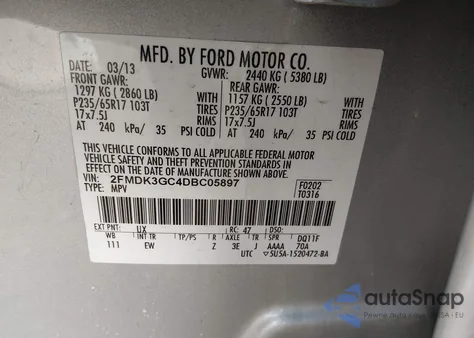 MFD. BY FORD MOTOR CO.
DATE: 03/13 GVWR: 2440 KG ( 5380 LB)
FRONT GAWR: REAR GAWR:
1297 KG ( 2860 LB) WITH 1157 KG ( 2550 LB) WITH
P235/65R17 103T TIRES P235/65R17 103T TIRES
17x7.5J RIMS 17x7.5J RIMS
AT 240 kPa/ 35 PSI COLD AT 240 kPa/ 35 PSI COLD
THIS VEHICLE CONFORMS TO ALL APPLICABLE FEDERAL MOTOR
VEHICLE SAFETY AND THEFT PREVENTION STANDARDS IN
EFFECT ON THE DATE OF MANUFACTURE SHOWN ABOVE.
VIN: 2FMDK3GC4DBC05897 F0202
TYPE: MPV T0316
EXT PNT: UX RC: 47 DSO:
WB INT TR TP/PS R AXLE TR SPR DQ11F
111 EW Z 3E J AAAA 70A
UTC ▽5U5A-1520472-BA
autoSnap